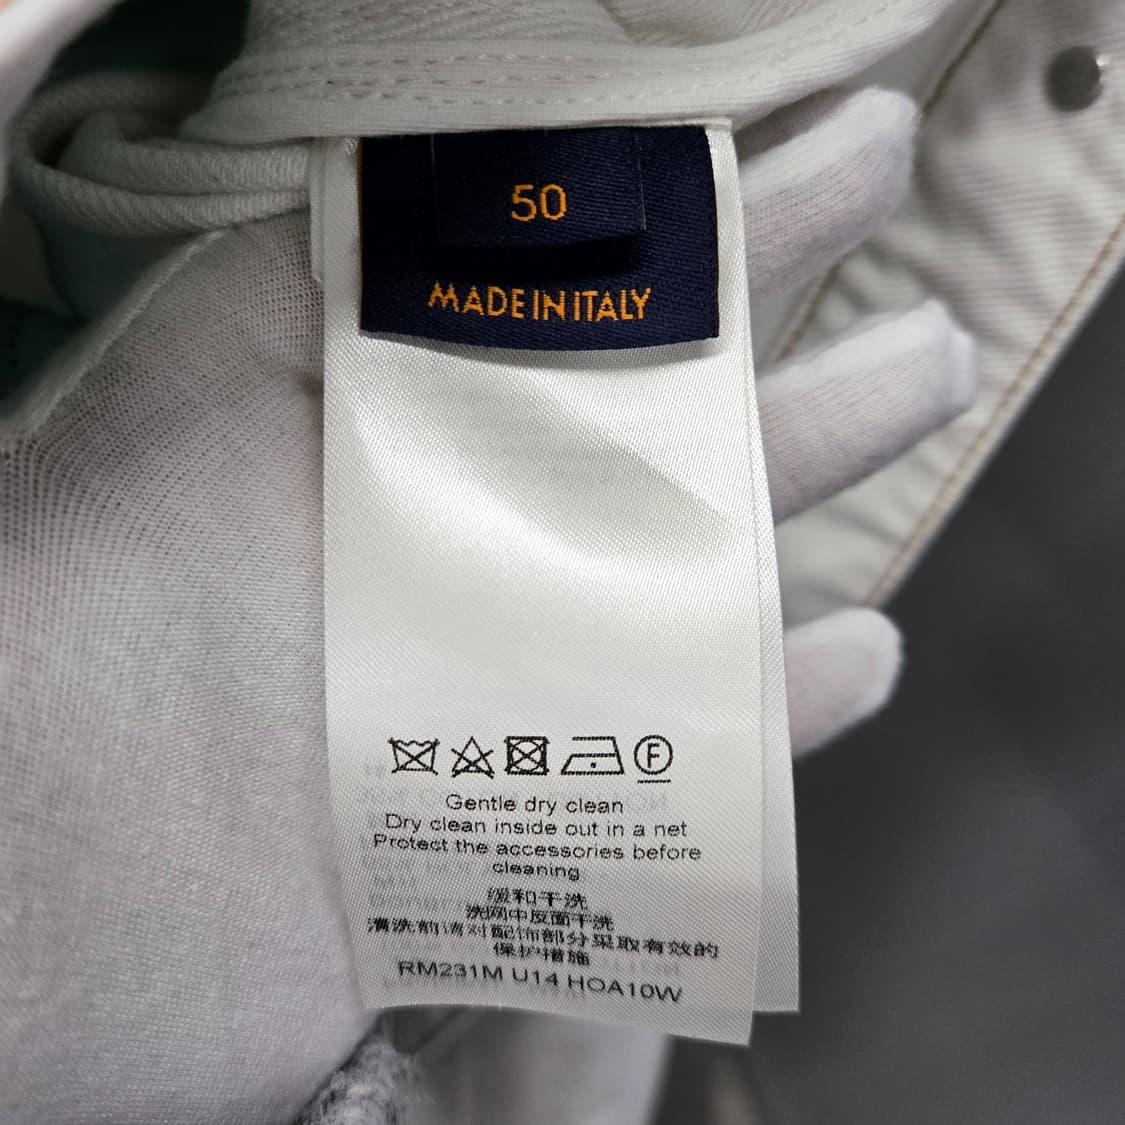 50
MADE IN ITALY
F
Gentle dry clean
Dry clean inside out in a net
Protect the accessories before
cleaning
缓和干洗
洗网中反面干洗
清洗前请对配饰部分采取有效的
保护措施
RM231M U14 HOA10W